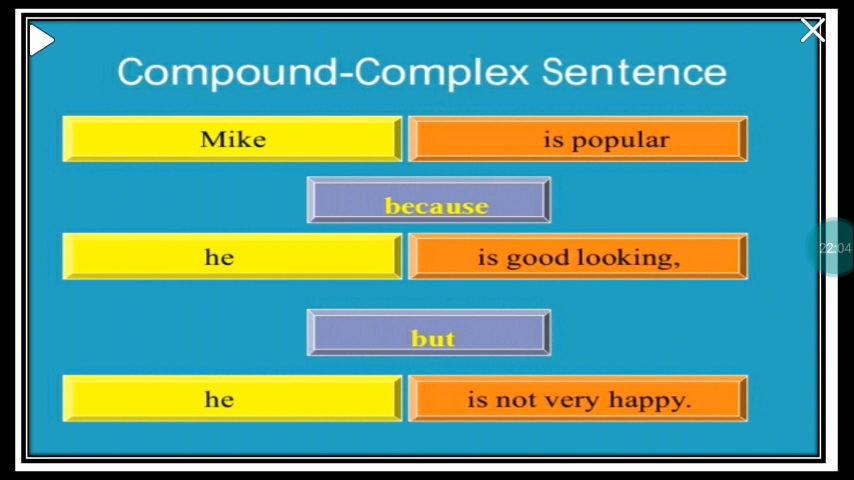 Compound-Complex Sentence
Mike is popular
because
he is good looking,
22:04
but
he is not very happy.